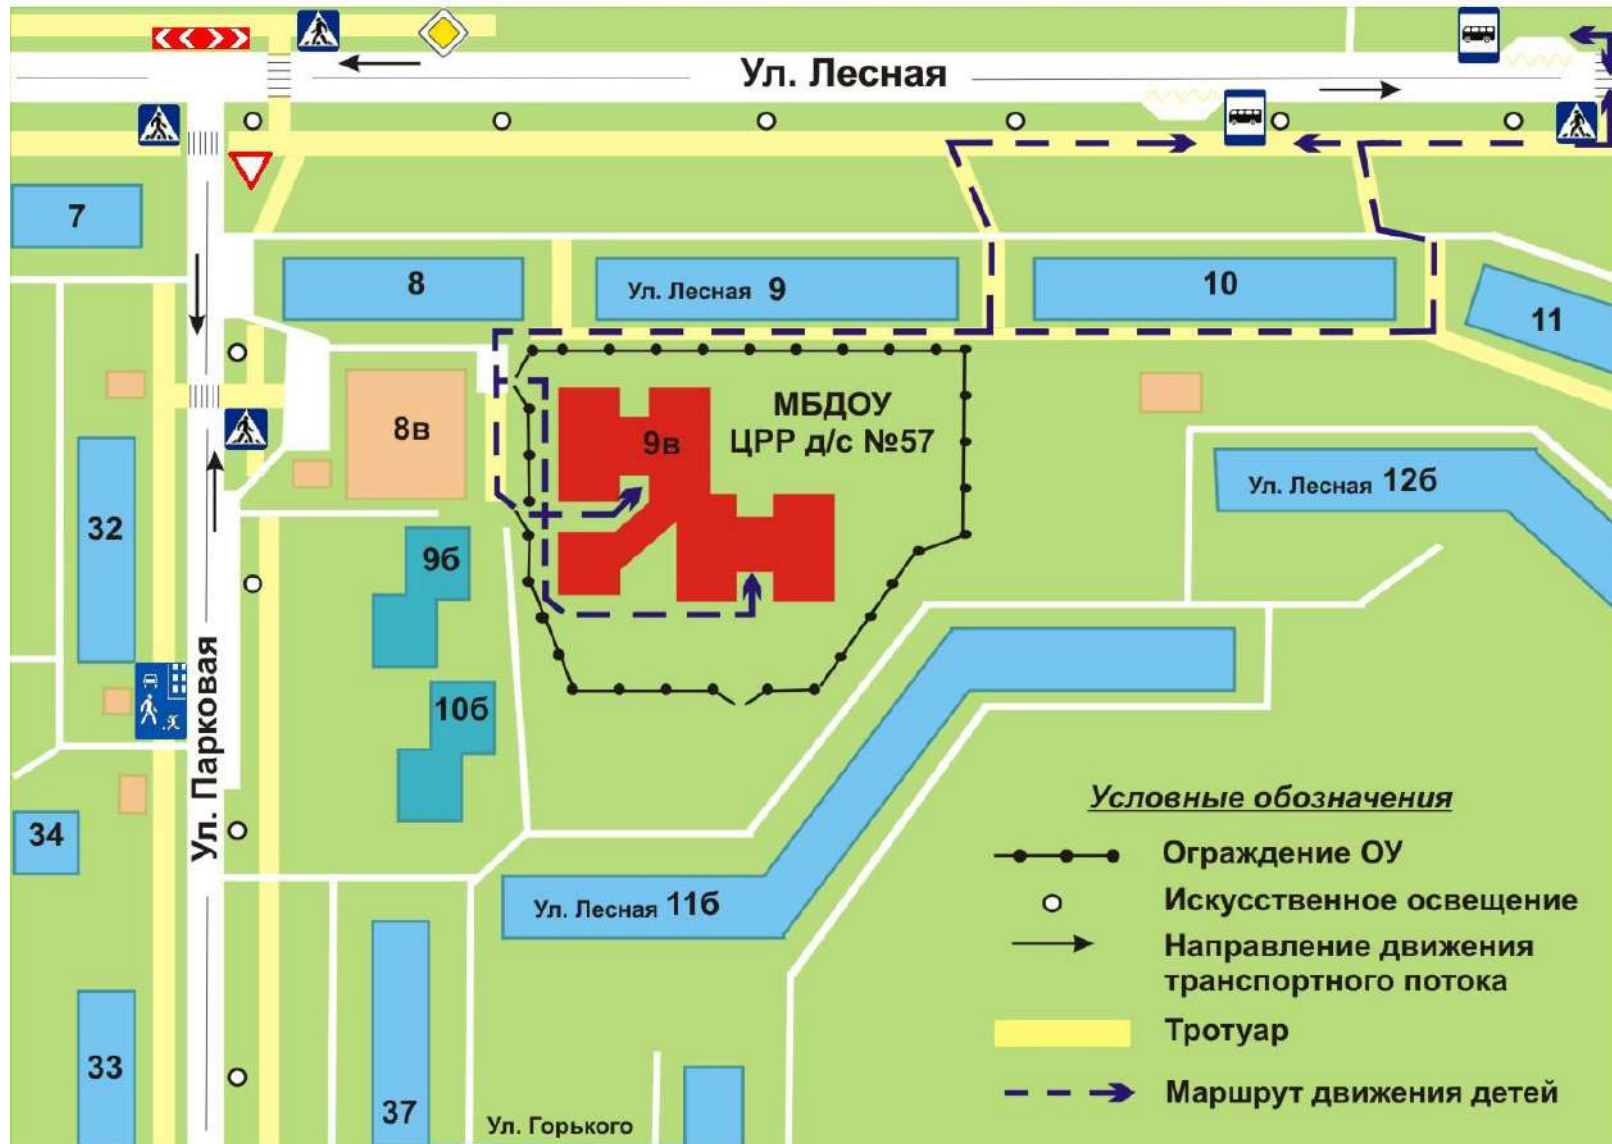 Ул. Лесная
7
8
Ул. Лесная 9
10
11
МБДОУ
ЦРР д/с №57
9в
8в
Ул. Лесная 12б
32
9б
10б
Ул. Парковая
34
Ул. Лесная 11б
33
37
Ул. Горького
Условные обозначения
Ограждение ОУ
Искусственное освещение
Направление движения
транспортного потока
Тротуар
Маршрут движения детей